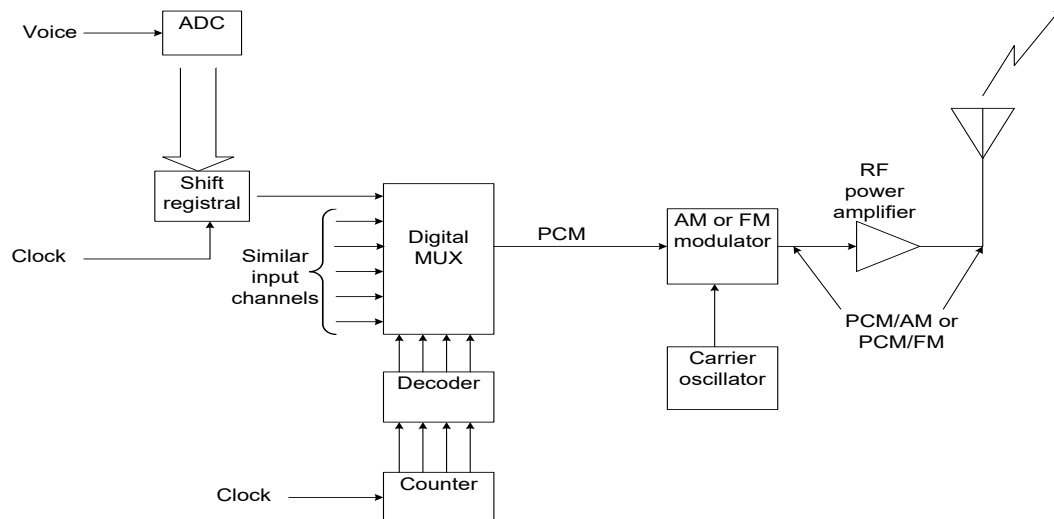 Voice
ADC
Shift
registral
Clock
Similar
input
channels
Digital
MUX
PCM
AM or FM
modulator
RF
power
amplifier
PCM/AM or
PCM/FM
Carrier
oscillator
Decoder
Clock
Counter